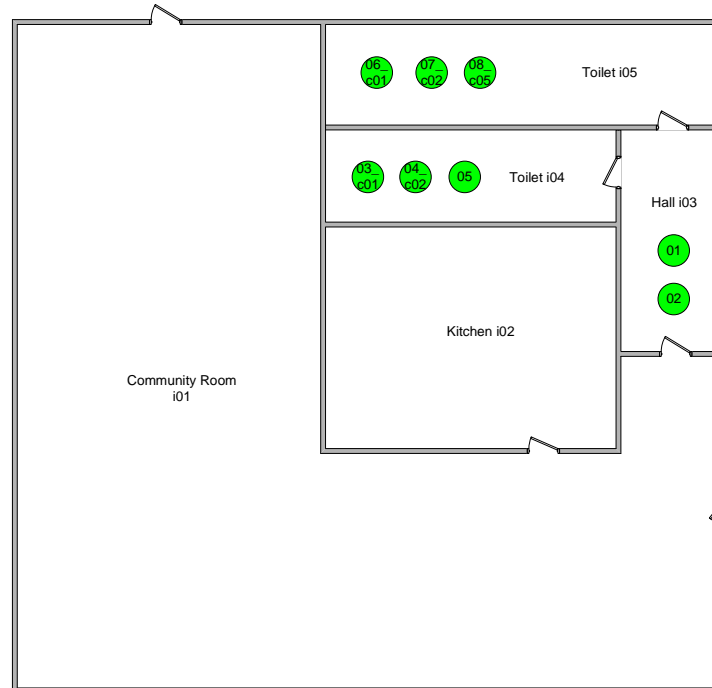 06_
c01
07_
c02
08_
c05
Toilet i05
03_
c01
04_
c02
05
Toilet i04
Hall i03
01
02
Kitchen i02
Community Room
i01